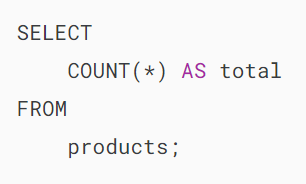 SELECT
    COUNT(*) AS total
FROM
    products;